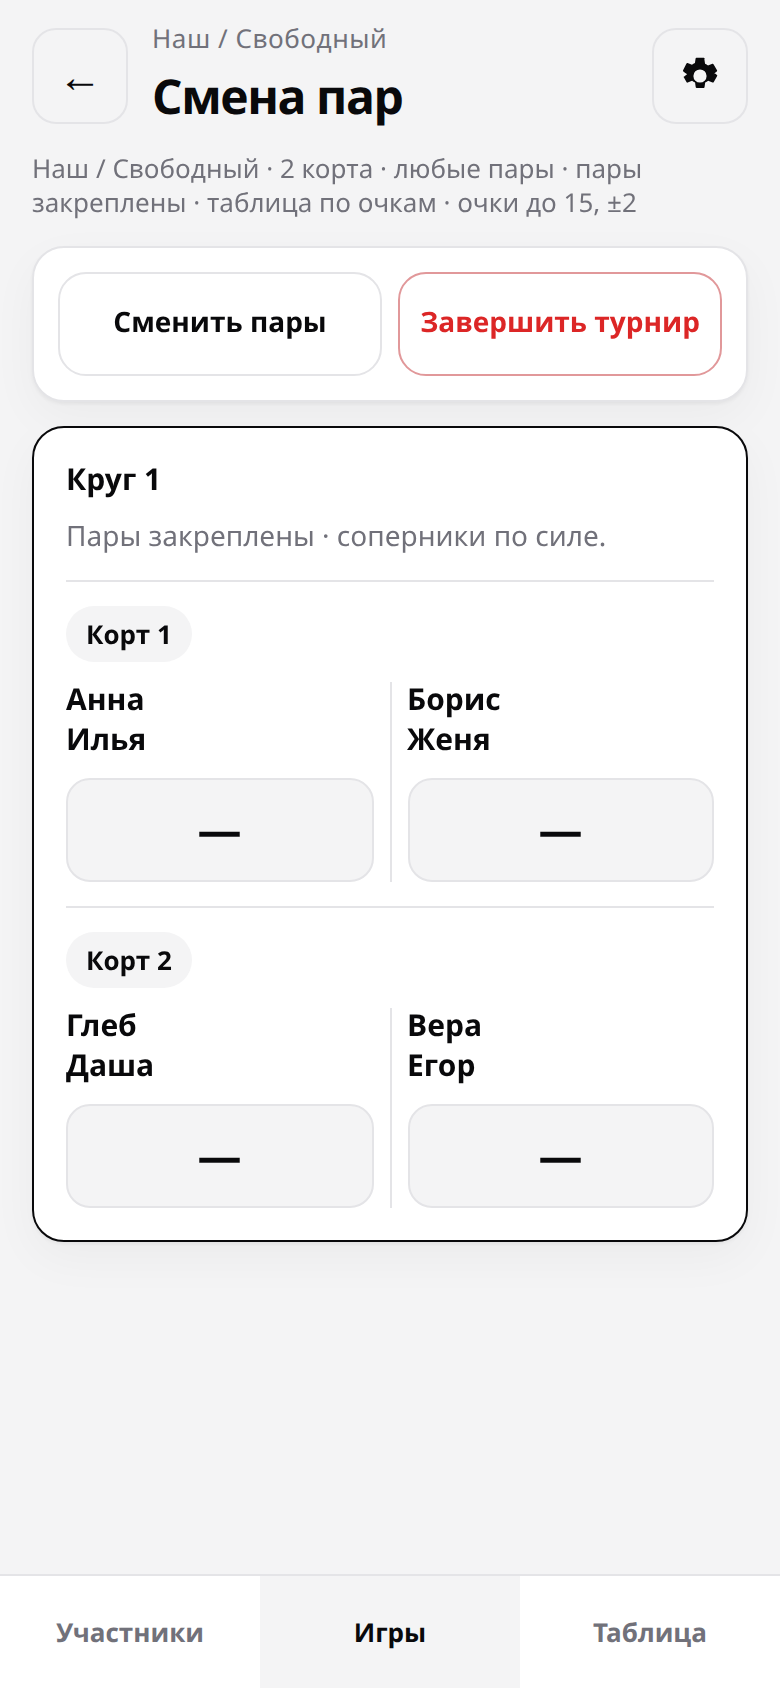 Наш / Свободный
←
Смена пар
Наш / Свободный · 2 корта · любые пары · пары
закреплены · таблица по очкам · очки до 15, ±2
Сменить пары
Завершить турнир
Круг 1
Пары закреплены · соперники по силе.
Корт 1
Анна
Илья
Борис
Женя
—
—
Корт 2
Глеб
Даша
Вера
Егор
—
—
Участники
Игры
Таблица